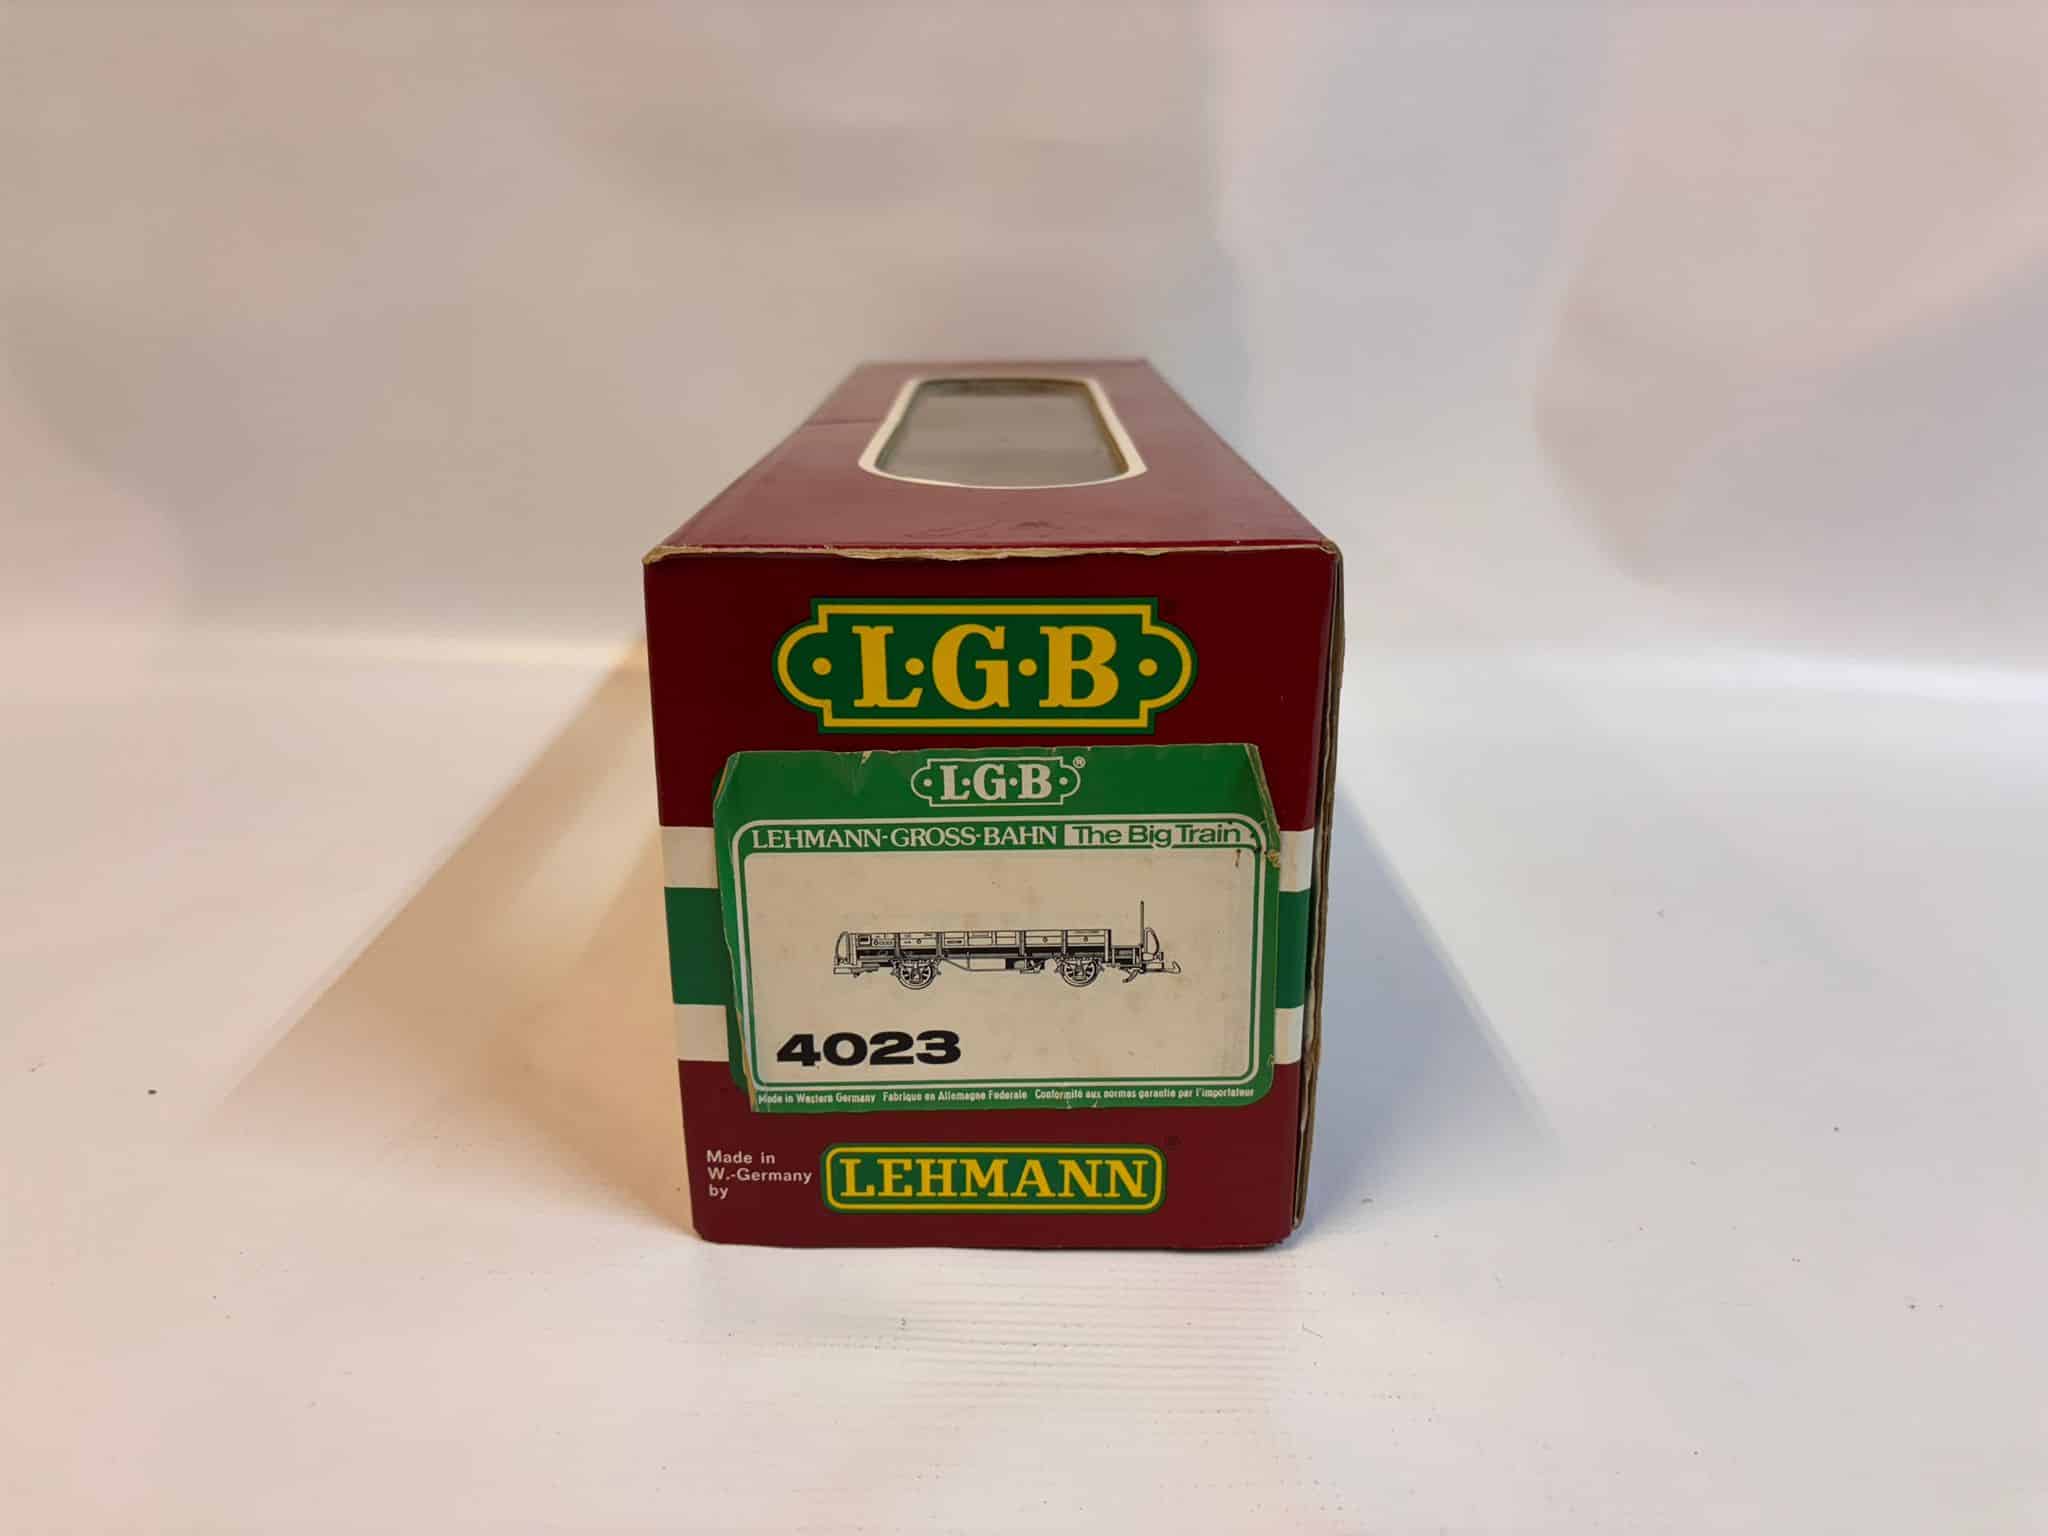 L·G·B
L·G·B®
LEHMANN-GROSS-BAHN The Big Train
4023
Made in Western Germany Fabrique en Allemagne Federale Conformité aux normes garantie par l'importateur
Made in
W.-Germany
by
LEHMANN